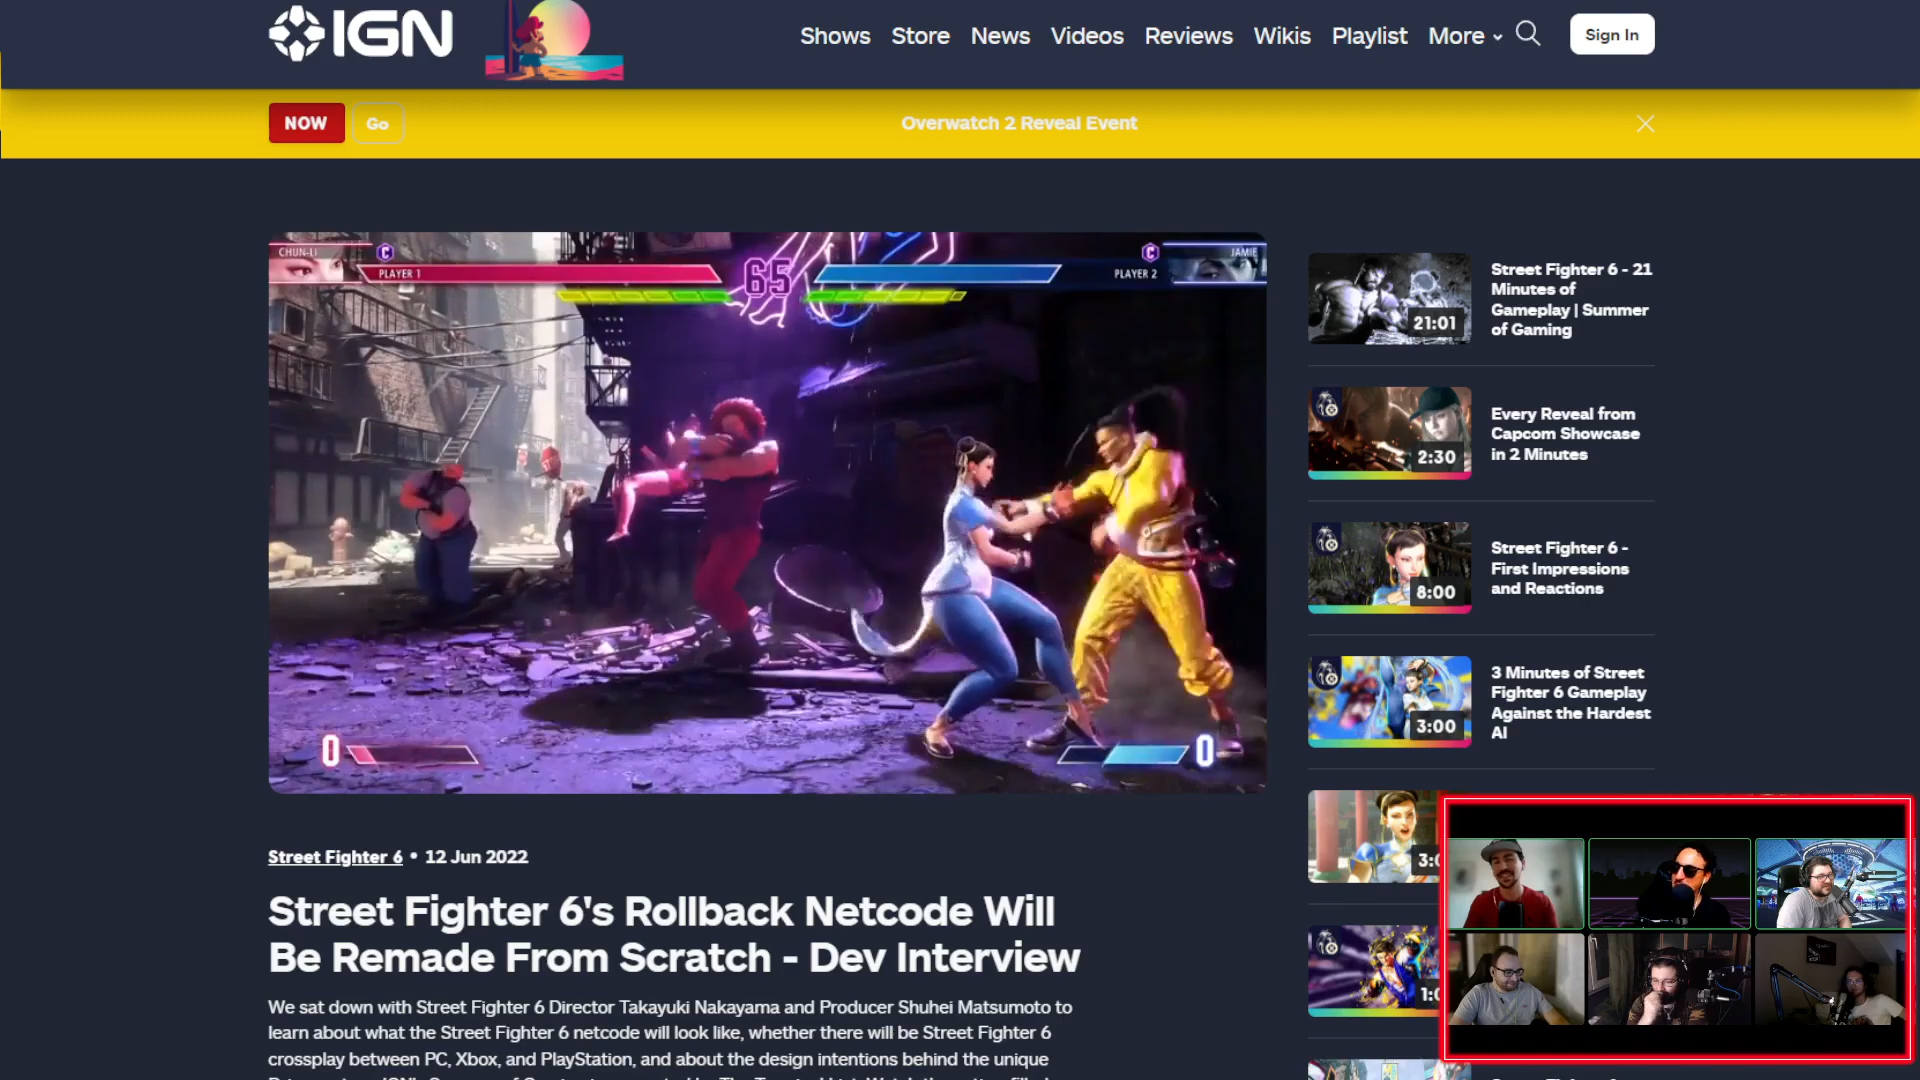 IGN
Shows
Store
News
Videos
Reviews
Wikis
Playlist
More
Sign In
NOW
Go
Overwatch 2 Reveal Event
CHUN-LI
PLAYER 1
65
PLAYER 2
JAMIE
0
0
Street Fighter 6 - 21
Minutes of
Gameplay | Summer
of Gaming
21:01
Every Reveal from
Capcom Showcase
in 2 Minutes
2:30
Street Fighter 6 -
First Impressions
and Reactions
8:00
3 Minutes of Street
Fighter 6 Gameplay
Against the Hardest
AI
3:00
Street Fighter 6 • 12 Jun 2022
Street Fighter 6's Rollback Netcode Will
Be Remade From Scratch - Dev Interview
We sat down with Street Fighter 6 Director Takayuki Nakayama and Producer Shuhei Matsumoto to
learn about what the Street Fighter 6 netcode will look like, whether there will be Street Fighter 6
crossplay between PC, Xbox, and PlayStation, and about the design intentions behind the unique